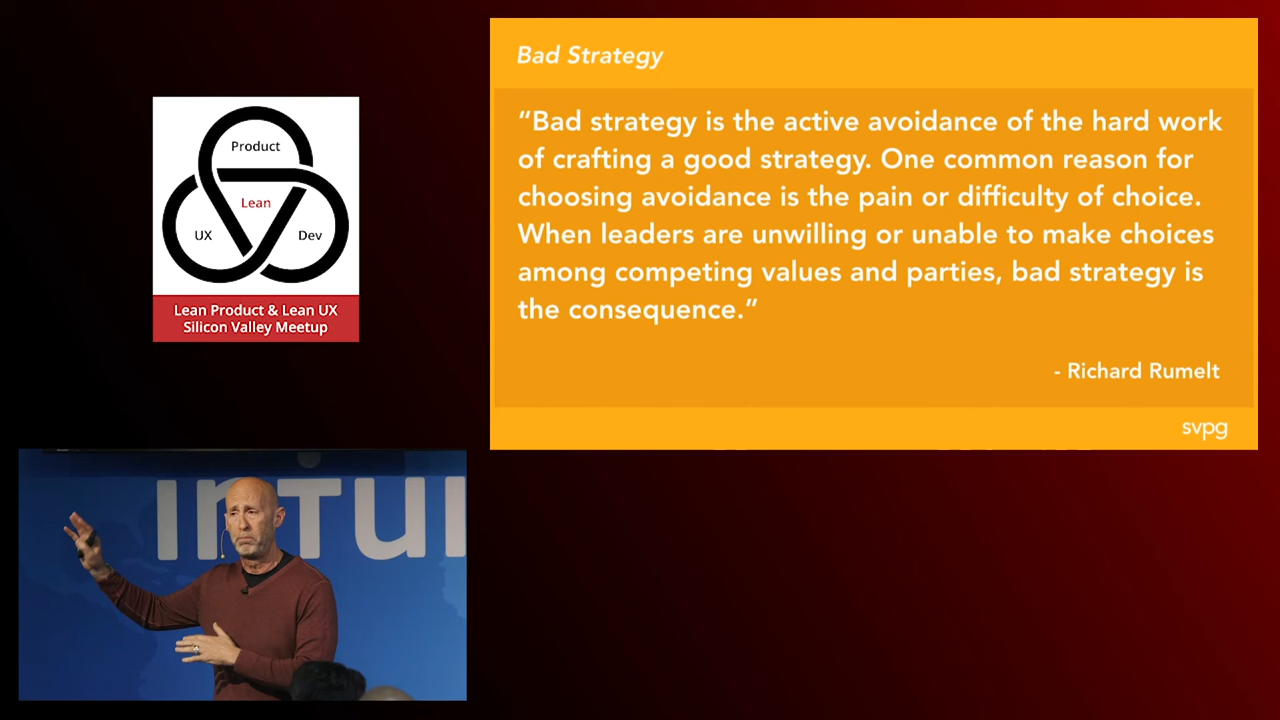 Product
Lean
UX
Dev
Lean Product & Lean UX
Silicon Valley Meetup
Bad Strategy
“Bad strategy is the active avoidance of the hard work
of crafting a good strategy. One common reason for
choosing avoidance is the pain or difficulty of choice.
When leaders are unwilling or unable to make choices
among competing values and parties, bad strategy is
the consequence.”
- Richard Rumelt
svpg
INTUI